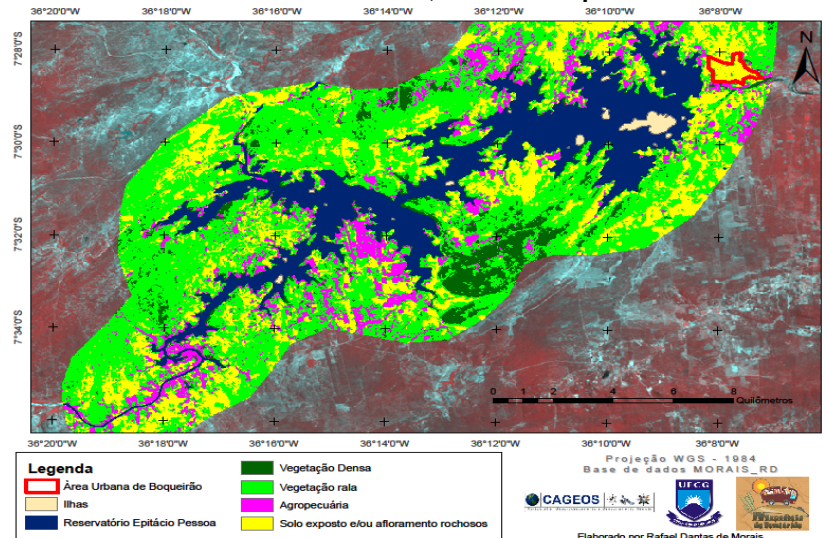 36°20'0"W 36°18'0"W 36°16'0"W 36°14'0"W 36°12'0"W 36°10'0"W 36°8'0"W
N
7°28'0"S
7°30'0"S
7°32'0"S
7°34'0"S
0 1 2 4 6 8
Quilômetros
36°20'0"W 36°18'0"W 36°16'0"W 36°14'0"W 36°12'0"W 36°10'0"W 36°8'0"W
Legenda
Área Urbana de Boqueirão
Ilhas
Reservatório Epitácio Pessoa
Vegetação Densa
Vegetação rala
Agropecuária
Solo exposto e/ou afloramento rochosos
Projeção WGS - 1984
Base de dados MORAIS_RD
CAGEOS
UFCG
Elaborado por Rafael Dantas de Morais